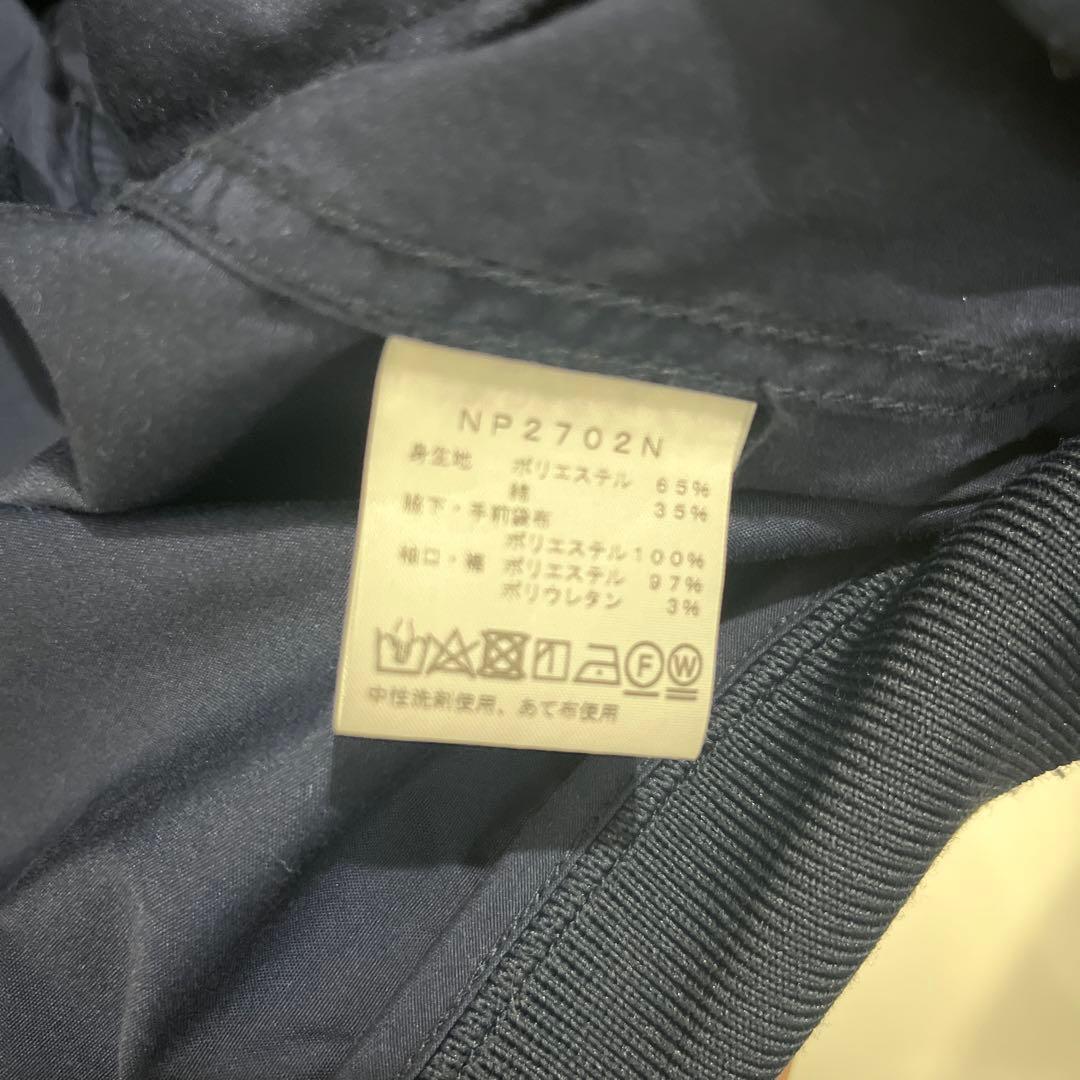 NP2702N
身生地 ポリエステル 65%
綿 35%
脇下・手前袋布
ポリエステル100%
袖口・裾 ポリエステル 97%
ポリウレタン 3%
F W
中性洗剤使用、あて布使用